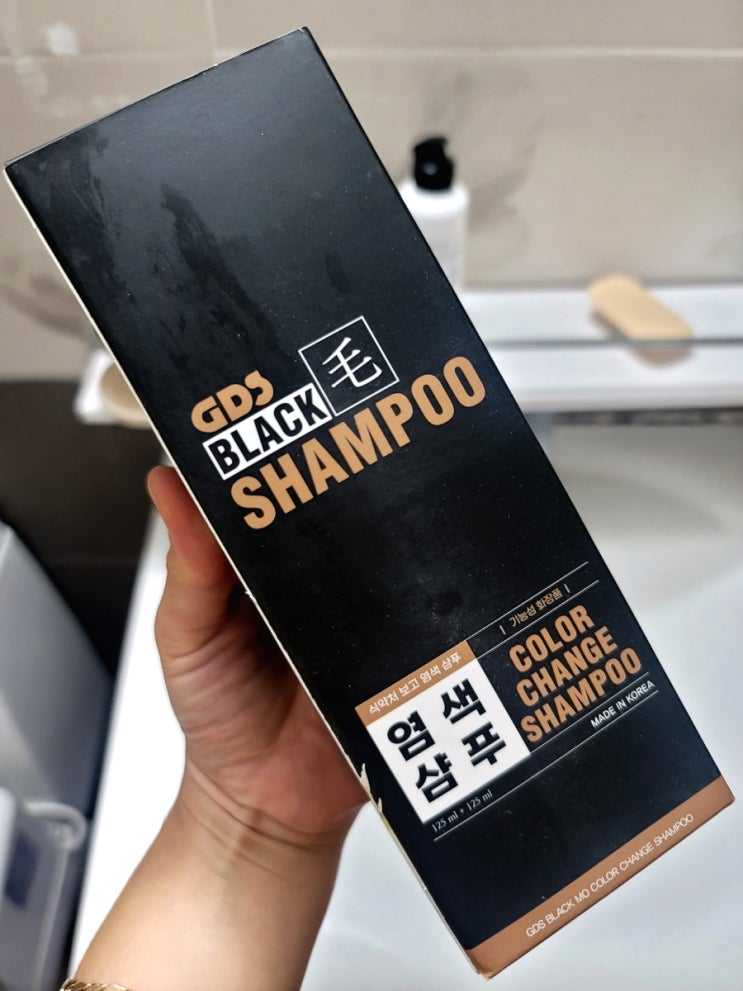 GDS
BLACK 毛
SHAMPOO
| 기능성 화장품 |
식약처 보고 염색 샴푸
염색
샴푸
COLOR
CHANGE
SHAMPOO
125 ml + 125 ml
MADE IN KOREA
GDS BLACK MO COLOR CHANGE SHAMPOO